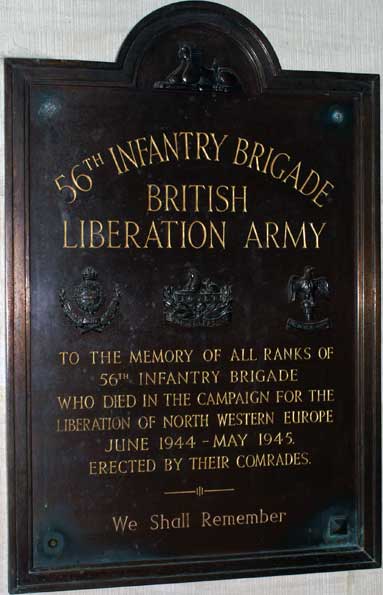 56TH INFANTRY BRIGADE
BRITISH
LIBERATION ARMY
TO THE MEMORY OF ALL RANKS OF
56TH. INFANTRY BRIGADE
WHO DIED IN THE CAMPAIGN FOR THE
LIBERATION OF NORTH WESTERN EUROPE
JUNE 1944 - MAY 1945.
ERECTED BY THEIR COMRADES.
We Shall Remember